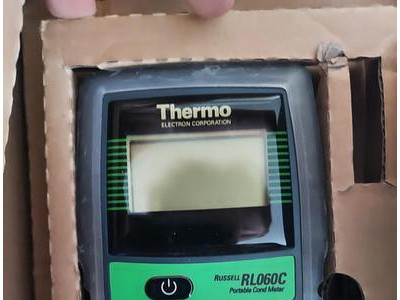 Thermo
ELECTRON CORPORATION
RUSSELL RL060C
Portable Cond Meter